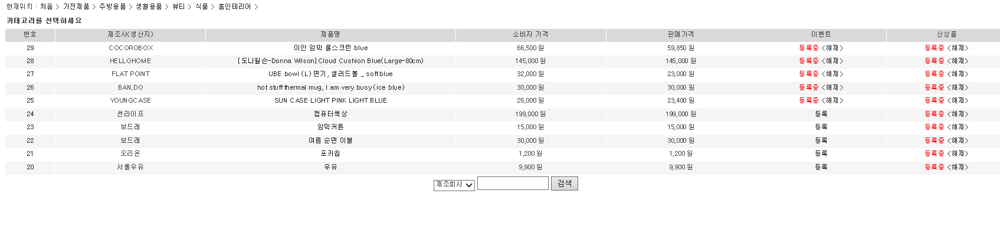 현재위치 : 처음 > 가전제품 > 주방용품 > 생활용품 > 뷰티 > 식품 > 홈인테리어 >
카테고리를 선택하세요
번호 제조사(생산지) 제품명 소비자 가격 판매가격 이벤트 신상품
29 COCOROBOX 이안 암막 롤스크린 blue 66,500 원 59,850 원 등록중 <해제> 등록중 <해제>
28 HELLOHOME [도나윌슨-Donna Wilson]Cloud Cushion Blue(Large-80cm) 145,000 원 145,000 원 등록중 <해제> 등록중 <해제>
27 FLAT POINT UBE bowl (L) 면기, 샐러드볼 _ softblue 32,000 원 23,000 원 등록중 <해제> 등록중 <해제>
26 BAN.DO hot stuff thermal mug, I am very busy (ice blue) 30,000 원 30,000 원 등록중 <해제> 등록중 <해제>
25 YOUNGCASE SUN CASE LIGHT PINK LIGHT BLUE 26,000 원 23,400 원 등록중 <해제> 등록중 <해제>
24 썬라이프 컴퓨터책상 199,000 원 199,000 원 등록 등록중 <해제>
23 보드래 암막커튼 15,000 원 15,000 원 등록 등록중 <해제>
22 보드래 여름 순면 이불 30,000 원 30,000 원 등록 등록중 <해제>
21 오리온 포카칩 1,200 원 1,200 원 등록 등록중 <해제>
20 서울우유 우유 9,900 원 9,900 원 등록 등록중 <해제>
제조회사 검색